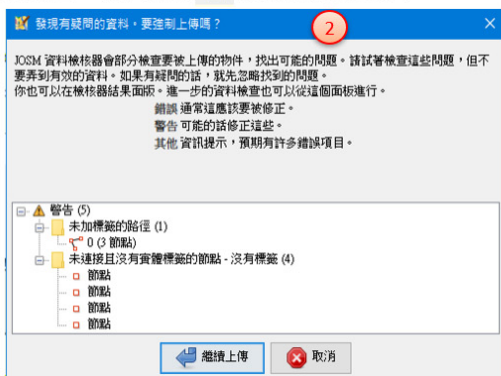 發現有疑問的資料。要強制上傳嗎？
2
JOSM 資料檢核器會部分檢查要被上傳的物件，找出可能的問題。請試著檢查這些問題，但不
要弄到有效的資料。如果有疑問的話，就先忽略找到的問題。
你也可以在檢核器結果面版。進一步的資料檢查也可以從這個面板進行。
錯誤 通常這應該要被修正。
警告 可能的話修正這些。
其他 資訊提示，預期有許多錯誤項目。
警告 (5)
未加標籤的路徑 (1)
0 (3 節點)
未連接且沒有實體標籤的節點 - 沒有標籤 (4)
節點
節點
節點
節點
繼續上傳
取消